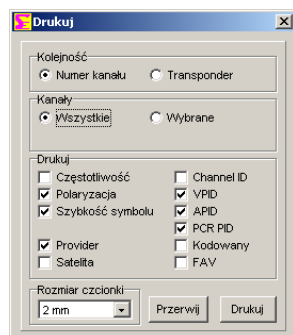 Drukuj
Kolejność
Numer kanału Transponder
Kanały
Wszystkie Wybrane
Drukuj
Częstotliwość Channel ID
Polaryzacja VPID
Szybkość symbolu APID
PCR PID
Provider Kodowany
Satelita FAV
Rozmiar czcionki
2 mm Przerwij Drukuj